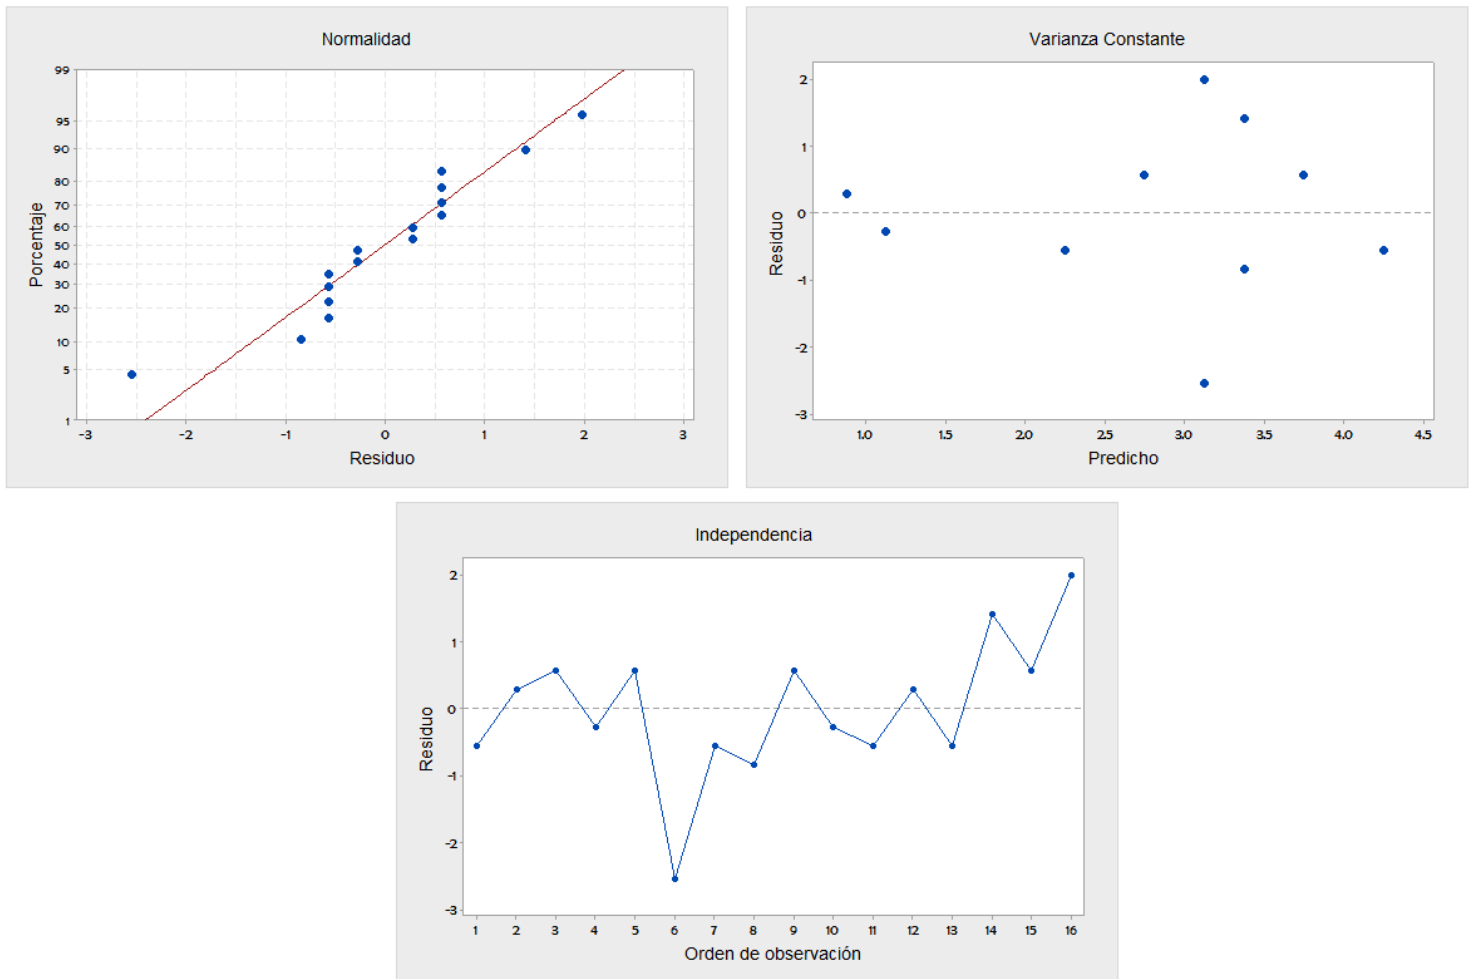 Normalidad
99
95
90
80
70
60
50
40
30
20
10
5
1
Porcentaje
-3 -2 -1 0 1 2 3
Residuo
Varianza Constante
2
1
0
-1
-2
-3
Residuo
1.0 1.5 2.0 2.5 3.0 3.5 4.0 4.5
Predicho
Independencia
2
1
0
-1
-2
-3
Residuo
1 2 3 4 5 6 7 8 9 10 11 12 13 14 15 16
Orden de observación